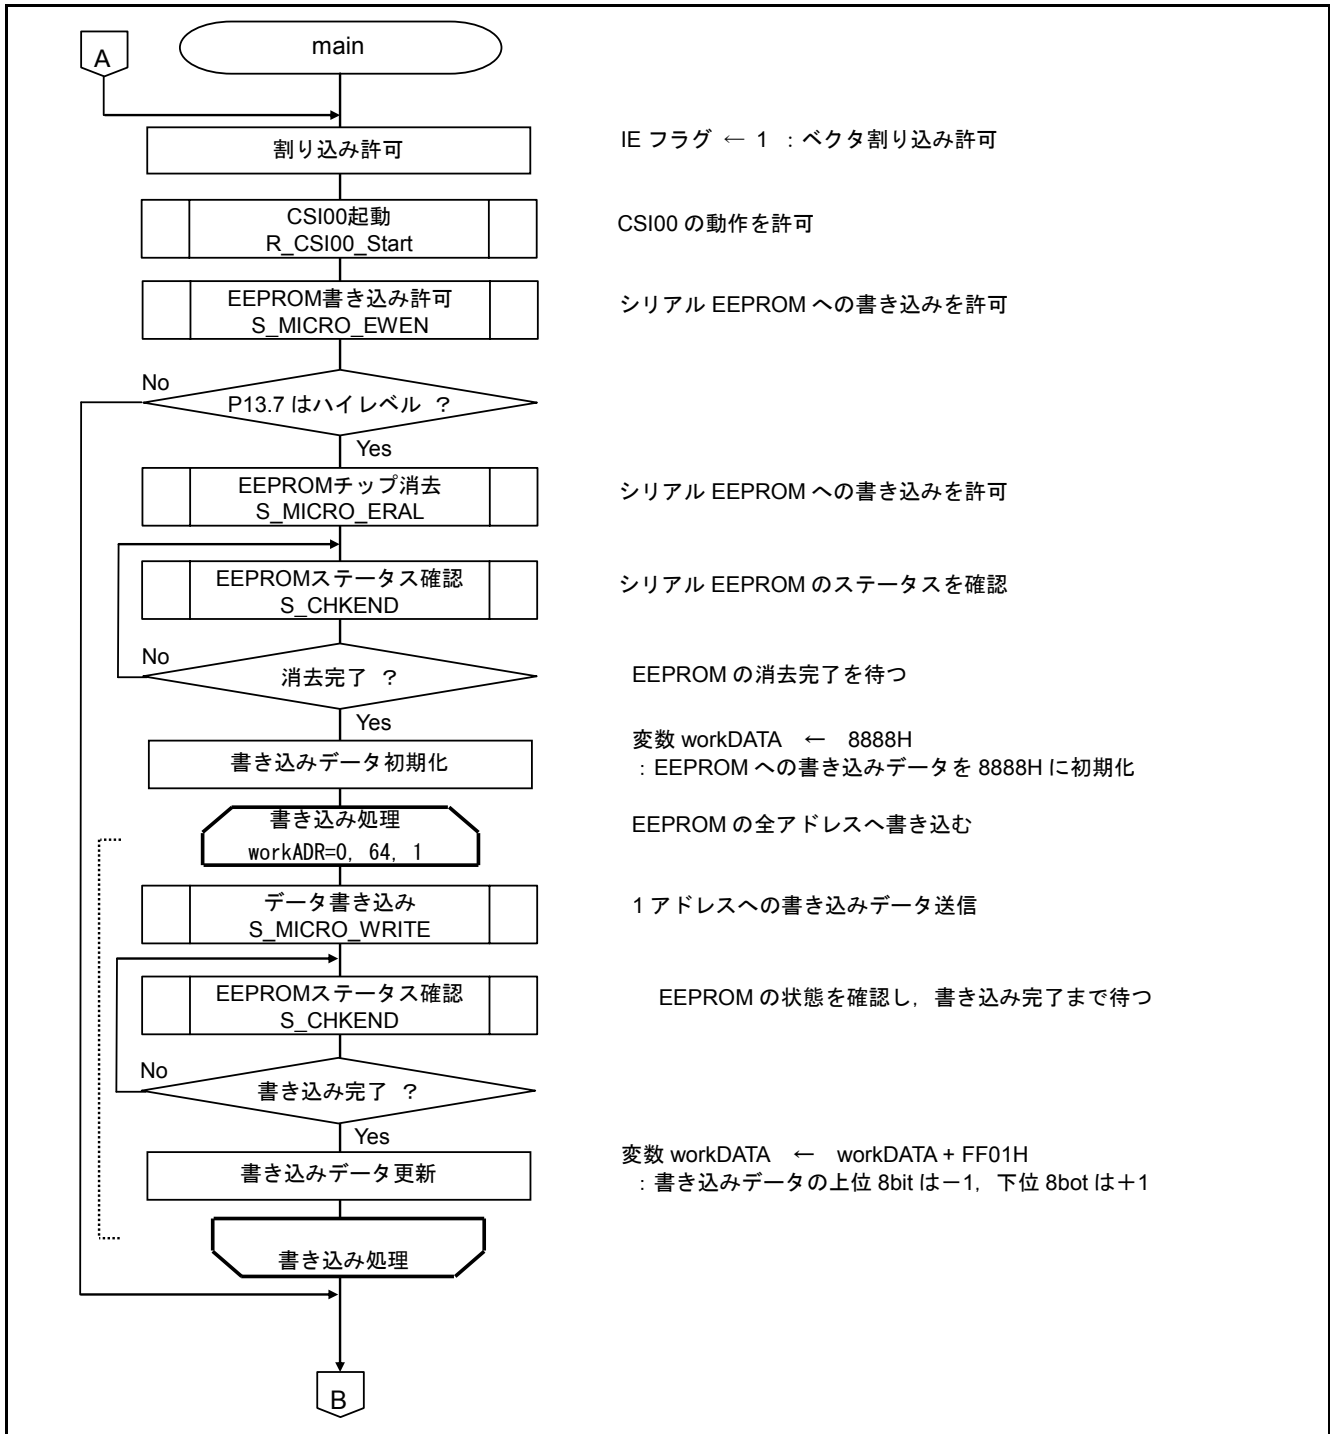 A
main
割り込み許可
IE フラグ ← 1 ：ベクタ割り込み許可
CSI00起動
R_CSI00_Start
CSI00 の動作を許可
EEPROM書き込み許可
S_MICRO_EWEN
シリアル EEPROM への書き込みを許可
No
P13.7 はハイレベル ？
Yes
EEPROMチップ消去
S_MICRO_ERAL
シリアル EEPROM への書き込みを許可
EEPROMステータス確認
S_CHKEND
シリアル EEPROM のステータスを確認
No
消去完了 ？
EEPROM の消去完了を待つ
Yes
書き込みデータ初期化
変数 workDATA ← 8888H
：EEPROM への書き込みデータを 8888H に初期化
書き込み処理
workADR=0, 64, 1
EEPROM の全アドレスへ書き込む
データ書き込み
S_MICRO_WRITE
1 アドレスへの書き込みデータ送信
EEPROMステータス確認
S_CHKEND
EEPROM の状態を確認し，書き込み完了まで待つ
No
書き込み完了 ？
Yes
書き込みデータ更新
変数 workDATA ← workDATA + FF01H
：書き込みデータの上位 8bit は－1，下位 8bot は＋1
書き込み処理
B